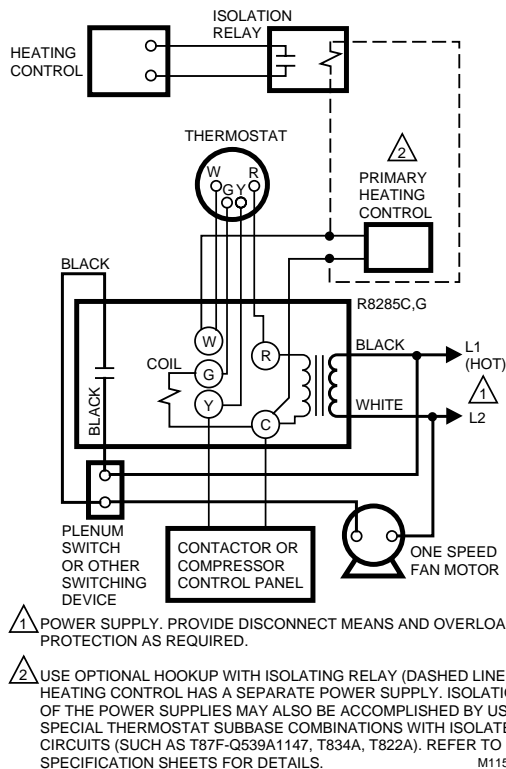 ISOLATION
RELAY
HEATING
CONTROL
THERMOSTAT
W
R
G
Y
2
PRIMARY
HEATING
CONTROL
BLACK
R8285C,G
W
COIL
G
R
BLACK
L1
(HOT)
1
Y
BLACK
C
WHITE
L2
PLENUM
SWITCH
OR OTHER
SWITCHING
DEVICE
CONTACTOR OR
COMPRESSOR
CONTROL PANEL
ONE SPEED
FAN MOTOR
1 POWER SUPPLY. PROVIDE DISCONNECT MEANS AND OVERLOA
PROTECTION AS REQUIRED.
2 USE OPTIONAL HOOKUP WITH ISOLATING RELAY (DASHED LINE
HEATING CONTROL HAS A SEPARATE POWER SUPPLY. ISOLATI
OF THE POWER SUPPLIES MAY ALSO BE ACCOMPLISHED BY US
SPECIAL THERMOSTAT SUBBASE COMBINATIONS WITH ISOLATE
CIRCUITS (SUCH AS T87F-Q539A1147, T834A, T822A). REFER TO
SPECIFICATION SHEETS FOR DETAILS.
M115